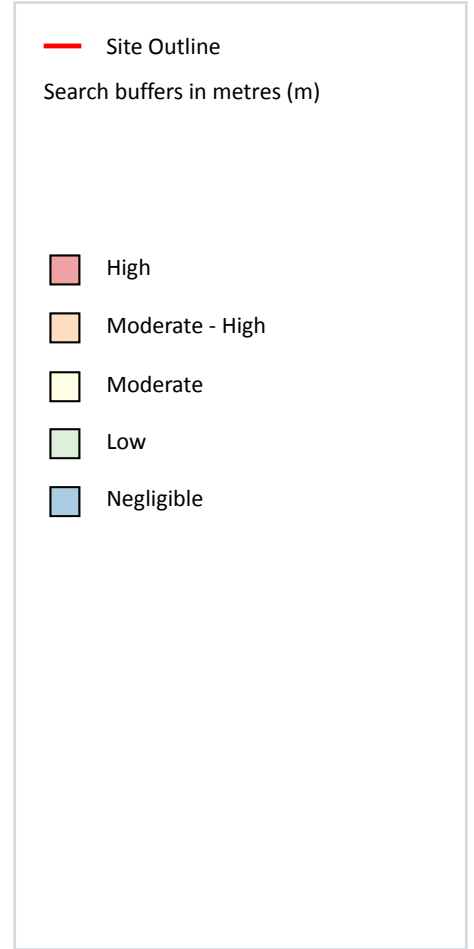 Site Outline
Search buffers in metres (m)
High
Moderate - High
Moderate
Low
Negligible